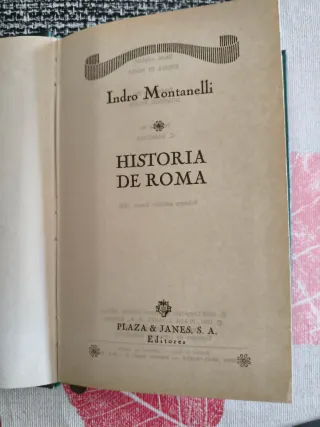 Indro Montanelli
HISTORIA
DE ROMA
PLAZA & JANES, S. A.
Editores